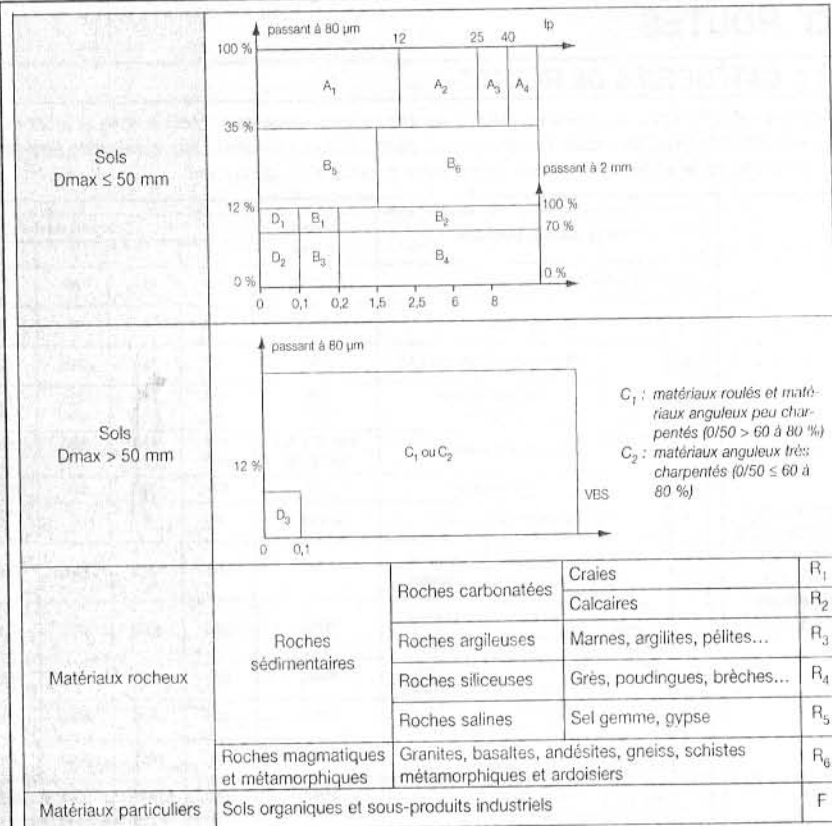 passant à 80 µm
12 25 40 Ip
100 %
A₁ A₂ A₃ A₄
35 %
Sols
Dmax ≤ 50 mm
B₅ B₆
passant à 2 mm
12 %
D₁ B₁ B₂
100 %
70 %
D₂ B₃ B₄
0 % 0 %
0 0,1 0,2 1,5 2,5 6 8
passant à 80 µm
Sols
Dmax > 50 mm
12 %
C₁ ou C₂
VBS
D₃
0 0,1
C₁ : matériaux roulés et maté-
riaux anguleux peu char-
pentés (0/50 > 60 à 80 %)
C₂ : matériaux anguleux très
charpentés (0/50 ≤ 60 à
80 %)
Matériaux rocheux
Roches
sédimentaires
Roches carbonatées
Craies R₁
Calcaires R₂
Roches argileuses Marnes, argilites, pélites... R₃
Roches siliceuses Grès, poudingues, brèches... R₄
Roches salines Sel gemme, gypse R₅
Roches magmatiques
et métamorphiques
Granites, basaltes, andésites, gneiss, schistes
métamorphiques et ardoisiers
R₆
Matériaux particuliers Sols organiques et sous-produits industriels F